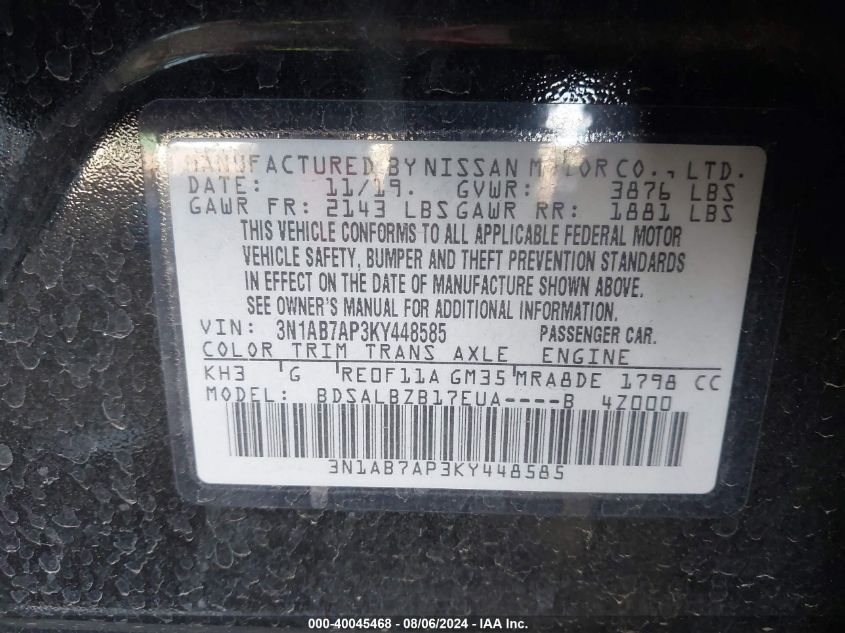 MANUFACTURED BY NISSAN MOTOR CO., LTD.
DATE: 11/19. GVWR: 3876 LBS
GAWR FR: 2143 LBS GAWR RR: 1881 LBS
THIS VEHICLE CONFORMS TO ALL APPLICABLE FEDERAL MOTOR
VEHICLE SAFETY, BUMPER AND THEFT PREVENTION STANDARDS
IN EFFECT ON THE DATE OF MANUFACTURE SHOWN ABOVE.
SEE OWNER'S MANUAL FOR ADDITIONAL INFORMATION.
VIN: 3N1AB7AP3KY448585 PASSENGER CAR.
COLOR TRIM TRANS AXLE ENGINE
KH3 G RE0F11A GM35 MRA8DE 1798 CC
MODEL: BDSALBZB17EUA----B 4Z000
3N1AB7AP3KY448585
000-40045468 - 08/06/2024 - IAA Inc.